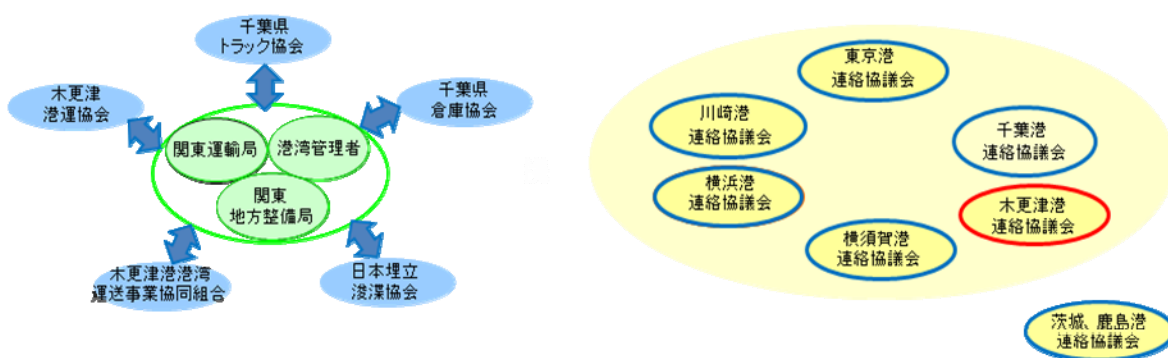 千葉県
トラック協会
木更津
港運協会
千葉県
倉庫協会
関東運輸局
港湾管理者
関東
地方整備局
木更津港港湾
運送事業協同組合
日本埋立
浚渫協会
東京港
連絡協議会
川崎港
連絡協議会
千葉港
連絡協議会
横浜港
連絡協議会
木更津港
連絡協議会
横須賀港
連絡協議会
茨城、鹿島港
連絡協議会